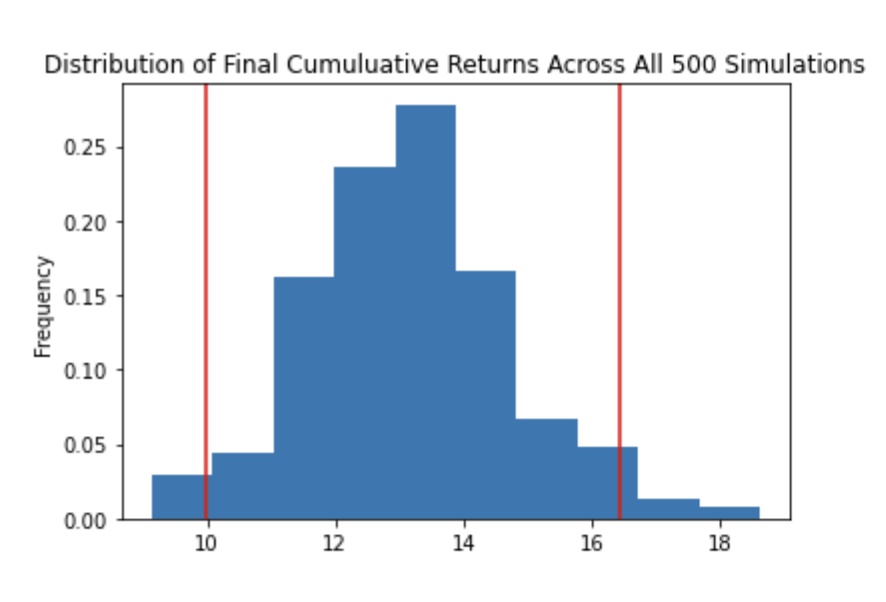 Distribution of Final Cumuluative Returns Across All 500 Simulations
Frequency
0.25
0.20
0.15
0.10
0.05
0.00
10 12 14 16 18